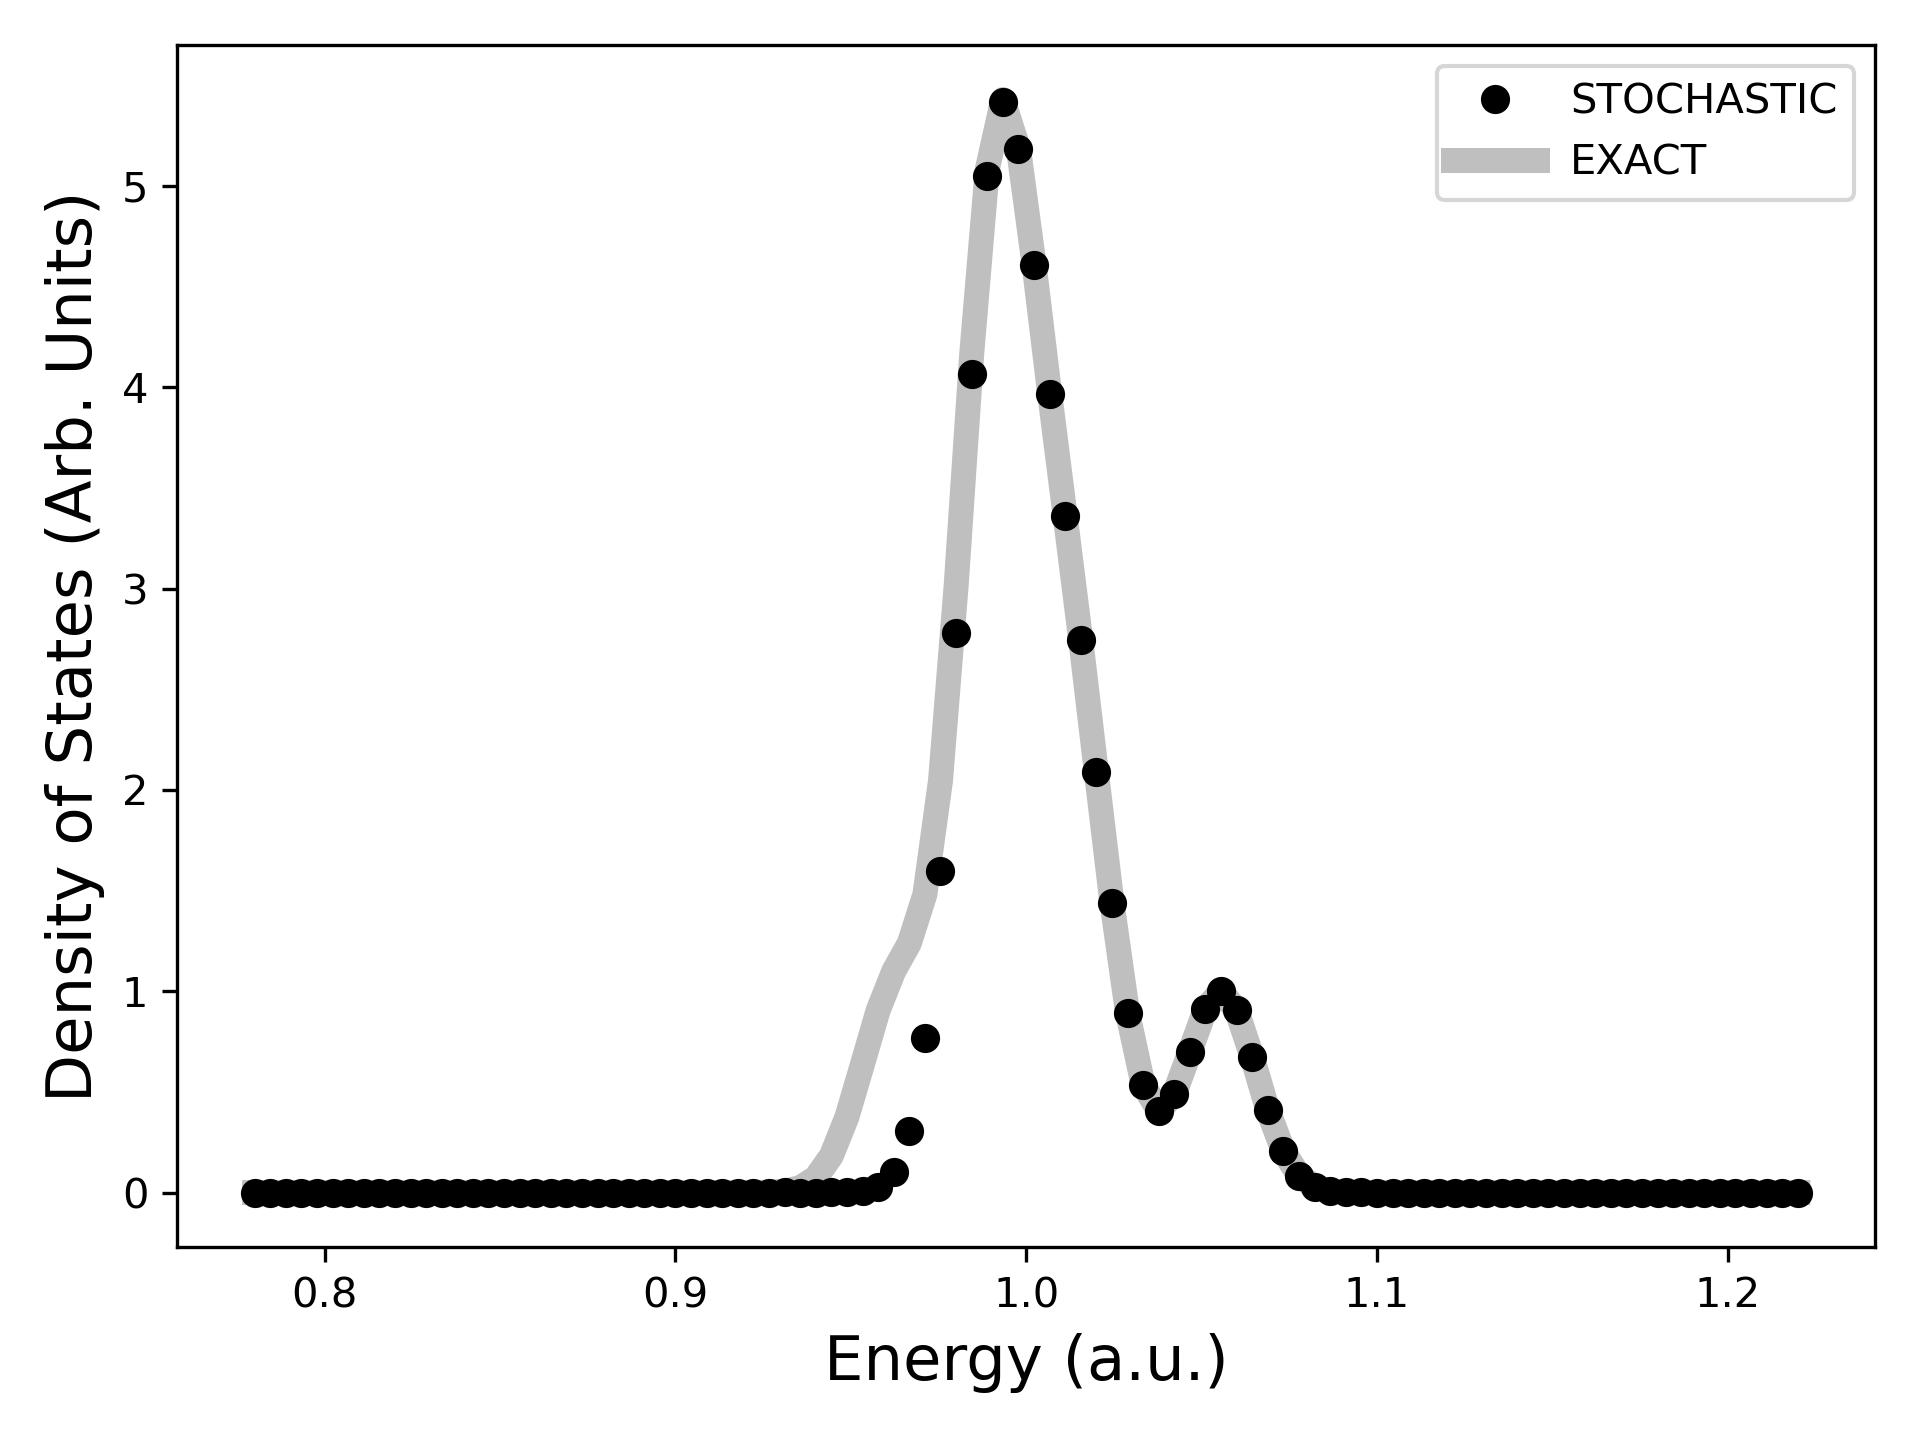 STOCHASTIC
EXACT
Density of States (Arb. Units)
5
4
3
2
1
0
0.8 0.9 1.0 1.1 1.2
Energy (a.u.)